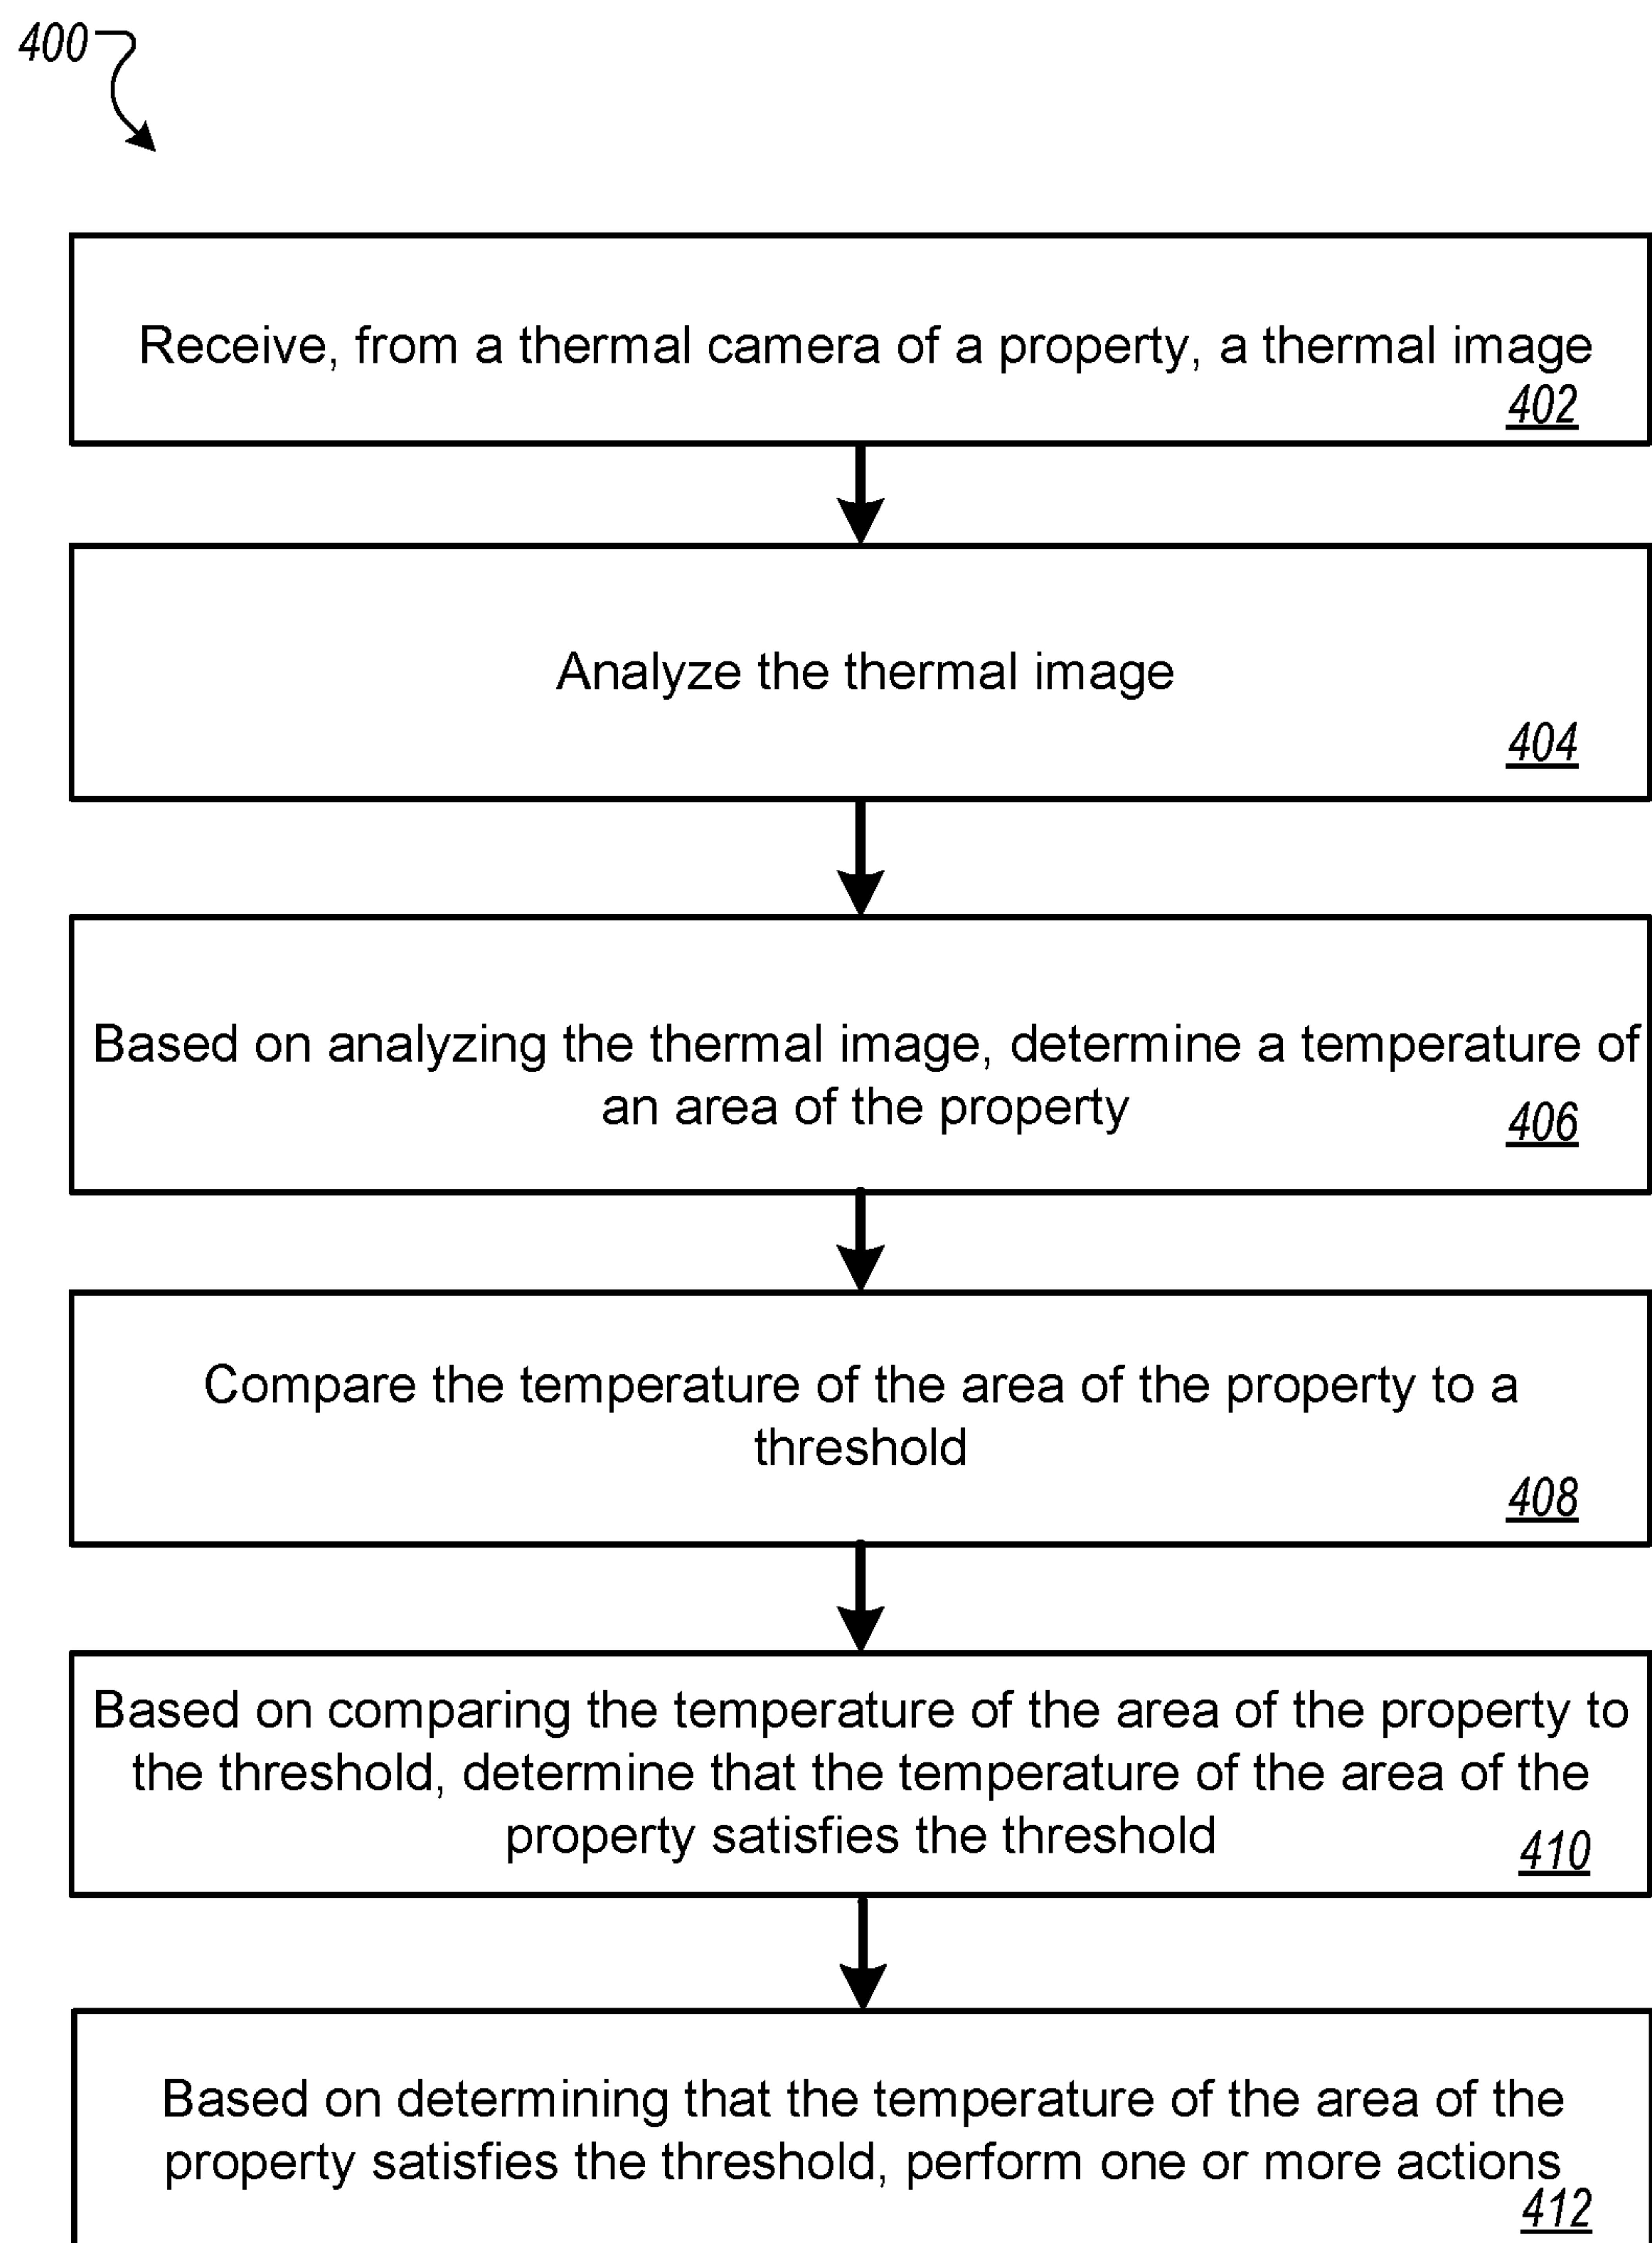 400
Receive, from a thermal camera of a property, a thermal image
402
Analyze the thermal image
404
Based on analyzing the thermal image, determine a temperature of
an area of the property
406
Compare the temperature of the area of the property to a
threshold
408
Based on comparing the temperature of the area of the property to
the threshold, determine that the temperature of the area of the
property satisfies the threshold
410
Based on determining that the temperature of the area of the
property satisfies the threshold, perform one or more actions
412